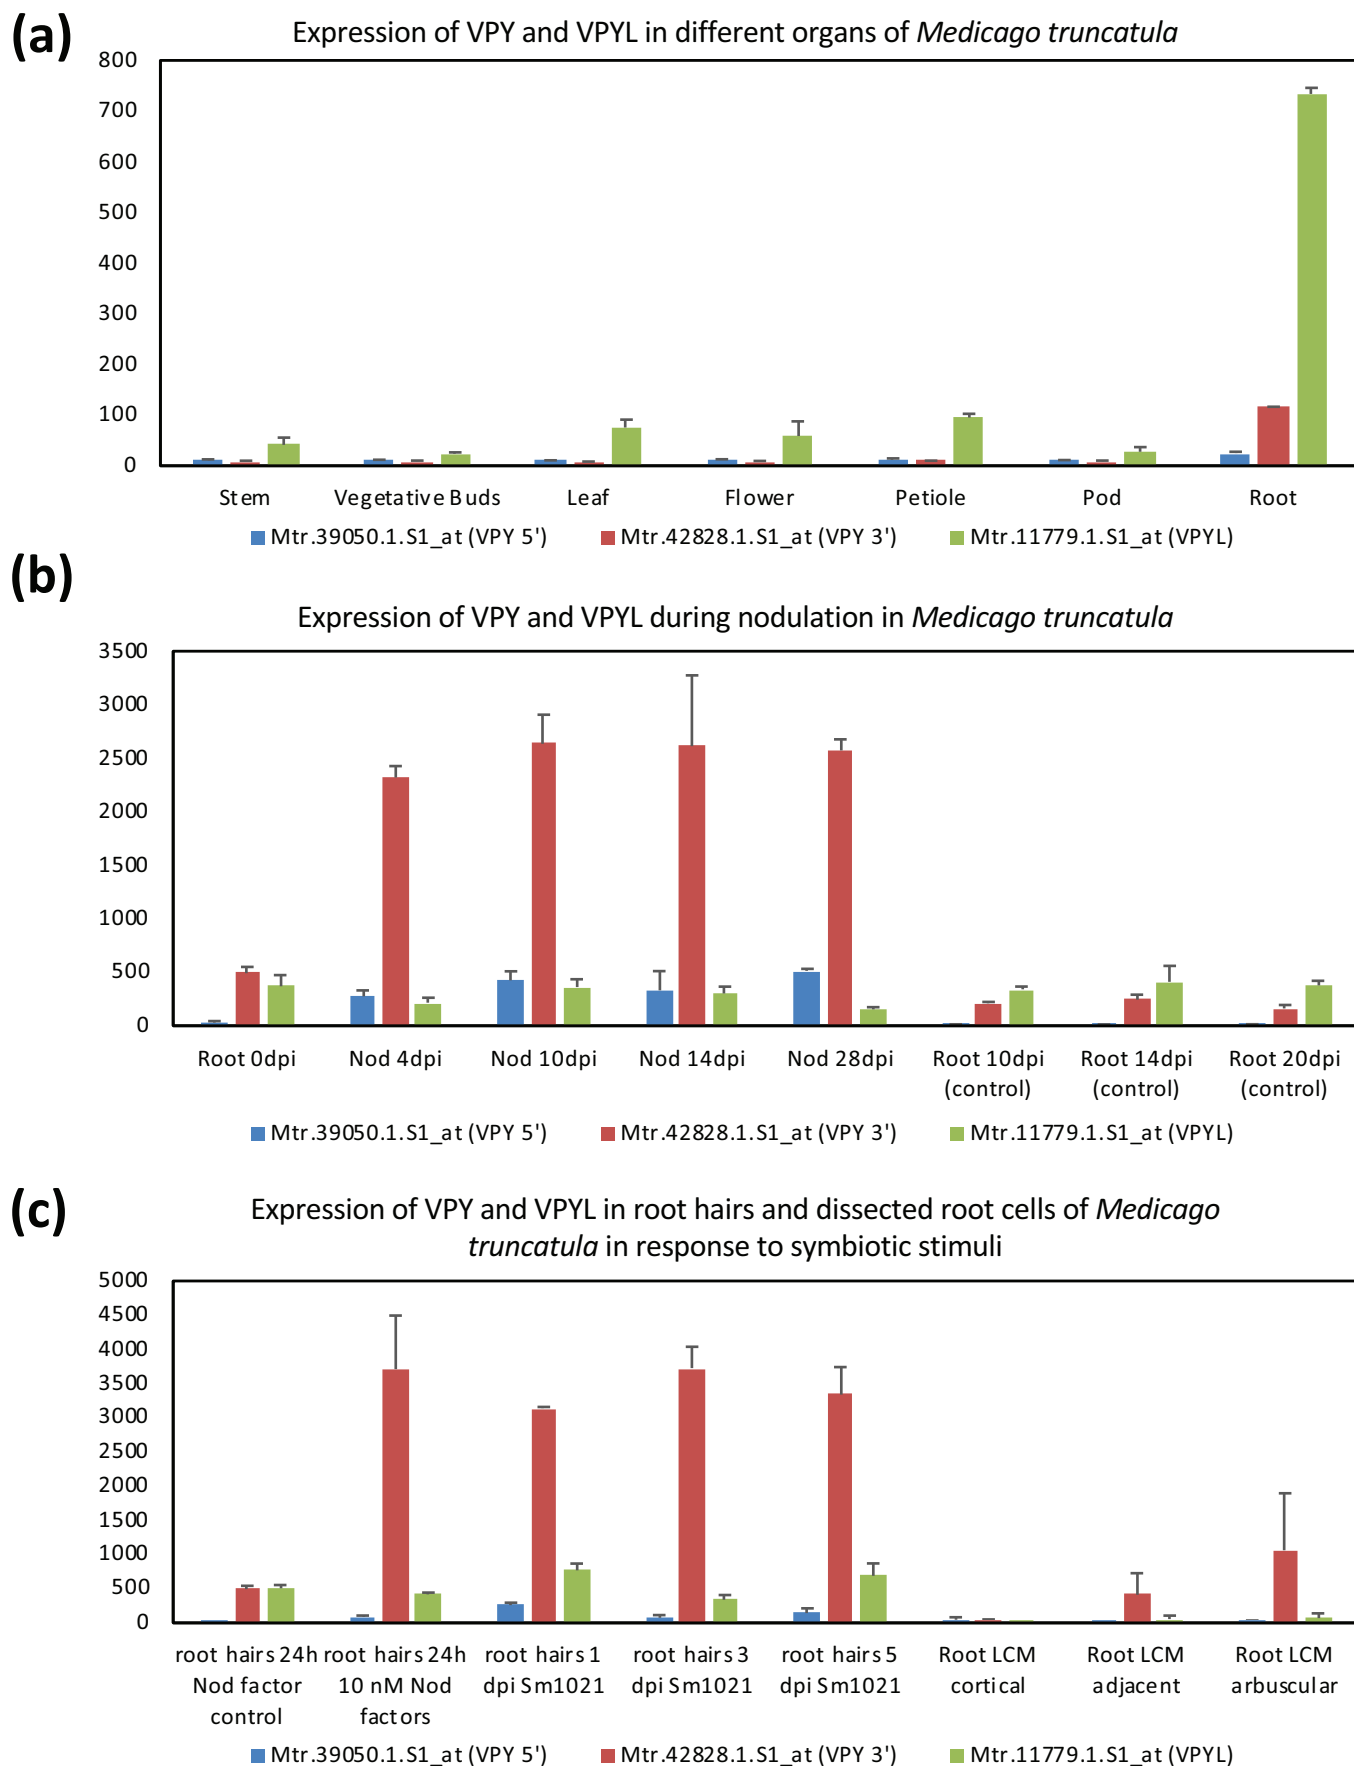 (a)
Expression of VPY and VPYL in different organs of Medicago truncatula
800
700
600
500
400
300
200
100
0
Stem Vegetative Buds Leaf Flower Petiole Pod Root
Mtr.39050.1.S1_at (VPY 5') Mtr.42828.1.S1_at (VPY 3') Mtr.11779.1.S1_at (VPYL)
(b)
Expression of VPY and VPYL during nodulation in Medicago truncatula
3500
3000
2500
2000
1500
1000
500
0
Root 0dpi Nod 4dpi Nod 10dpi Nod 14dpi Nod 28dpi Root 10dpi Root 14dpi Root 20dpi
(control) (control) (control)
Mtr.39050.1.S1_at (VPY 5') Mtr.42828.1.S1_at (VPY 3') Mtr.11779.1.S1_at (VPYL)
(c)
Expression of VPY and VPYL in root hairs and dissected root cells of Medicago
truncatula in response to symbiotic stimuli
5000
4500
4000
3500
3000
2500
2000
1500
1000
500
0
root hairs 24h root hairs 24h root hairs 1 root hairs 3 root hairs 5 Root LCM Root LCM Root LCM
Nod factor 10 nM Nod dpi Sm1021 dpi Sm1021 dpi Sm1021 cortical adjacent arbuscular
control factors
Mtr.39050.1.S1_at (VPY 5') Mtr.42828.1.S1_at (VPY 3') Mtr.11779.1.S1_at (VPYL)